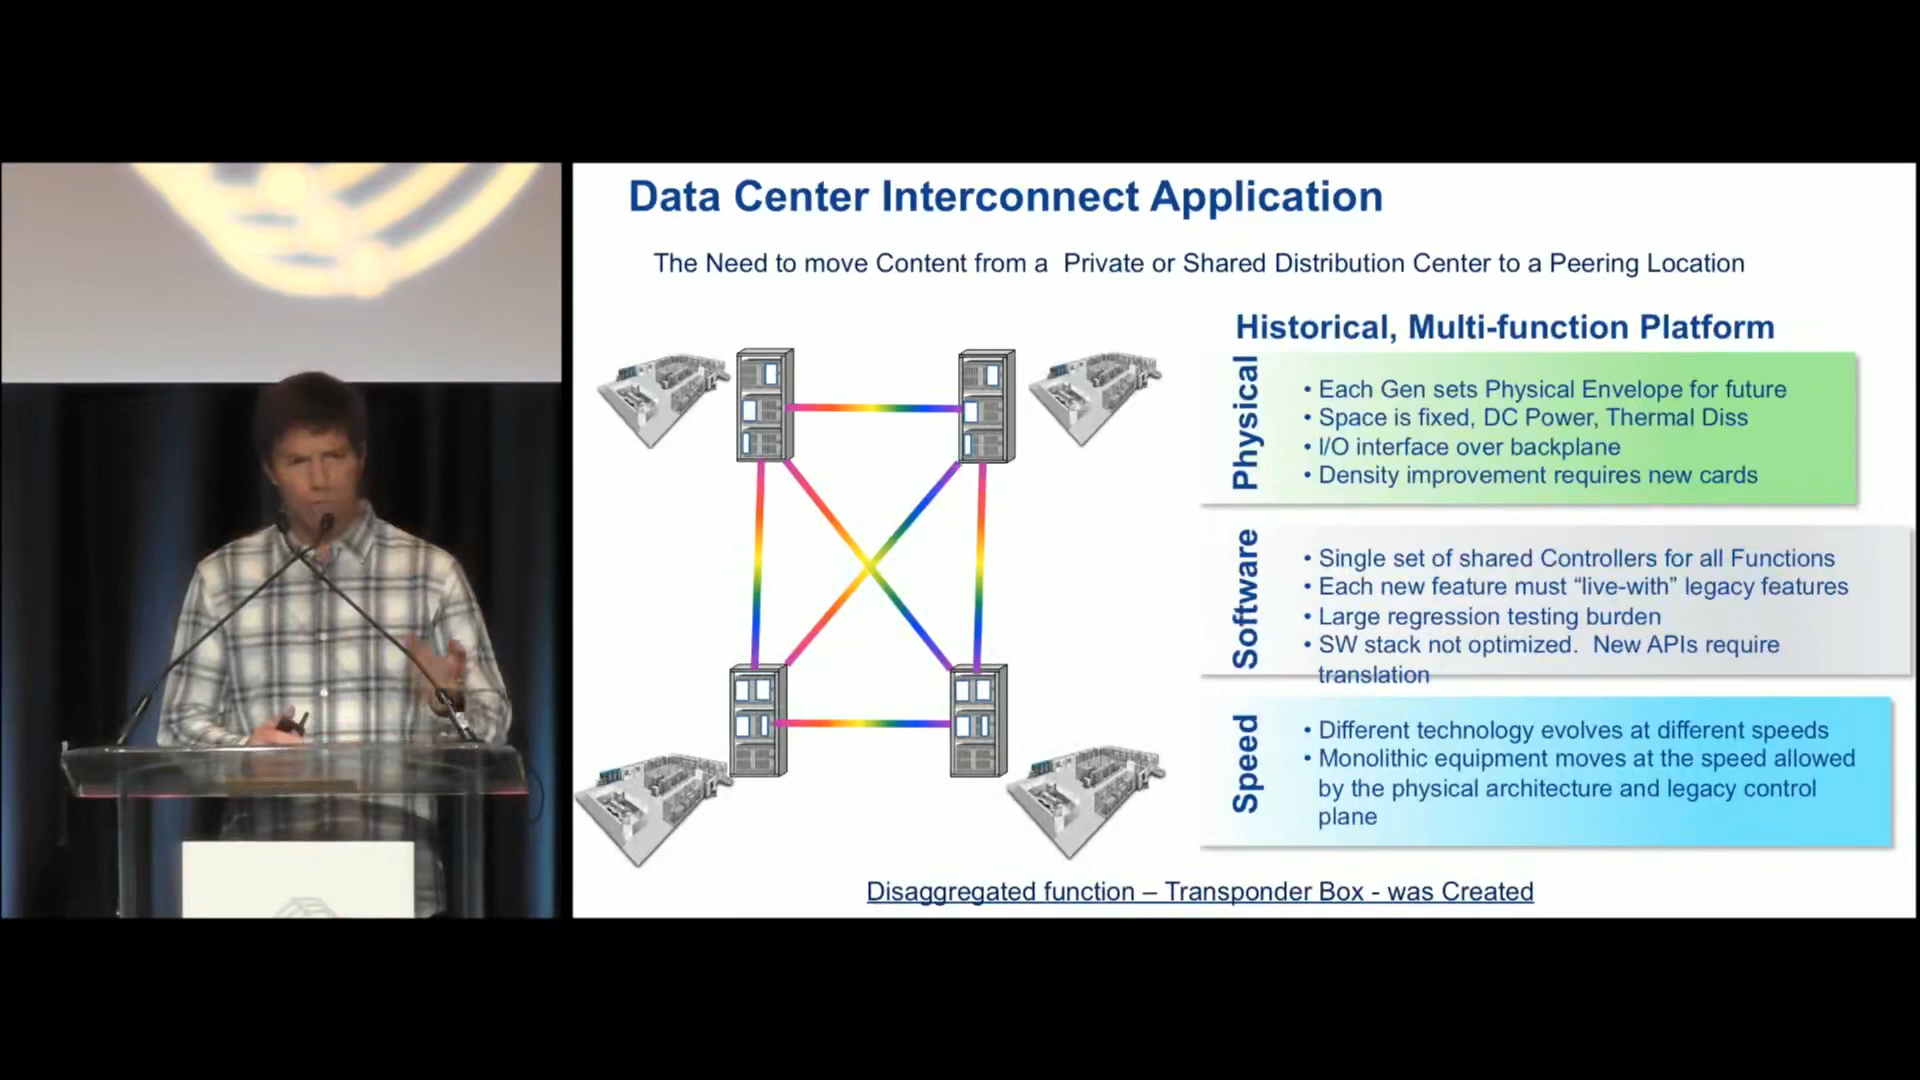 Data Center Interconnect Application
The Need to move Content from a Private or Shared Distribution Center to a Peering Location
Historical, Multi-function Platform
Physical
• Each Gen sets Physical Envelope for future
• Space is fixed, DC Power, Thermal Diss
• I/O interface over backplane
• Density improvement requires new cards
Software
• Single set of shared Controllers for all Functions
• Each new feature must “live-with” legacy features
• Large regression testing burden
• SW stack not optimized. New APIs require
translation
Speed
• Different technology evolves at different speeds
• Monolithic equipment moves at the speed allowed
by the physical architecture and legacy control
plane
Disaggregated function – Transponder Box - was Created